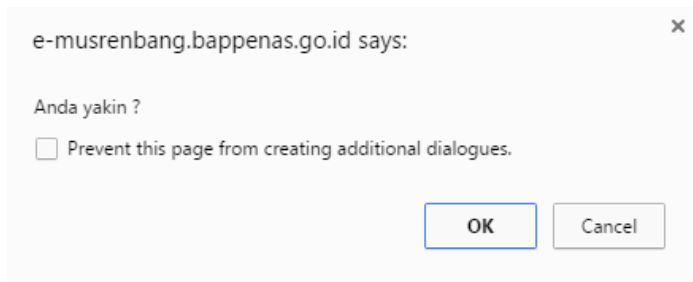 e-musrenbang.bappenas.go.id says:
Anda yakin ?
Prevent this page from creating additional dialogues.
OK Cancel